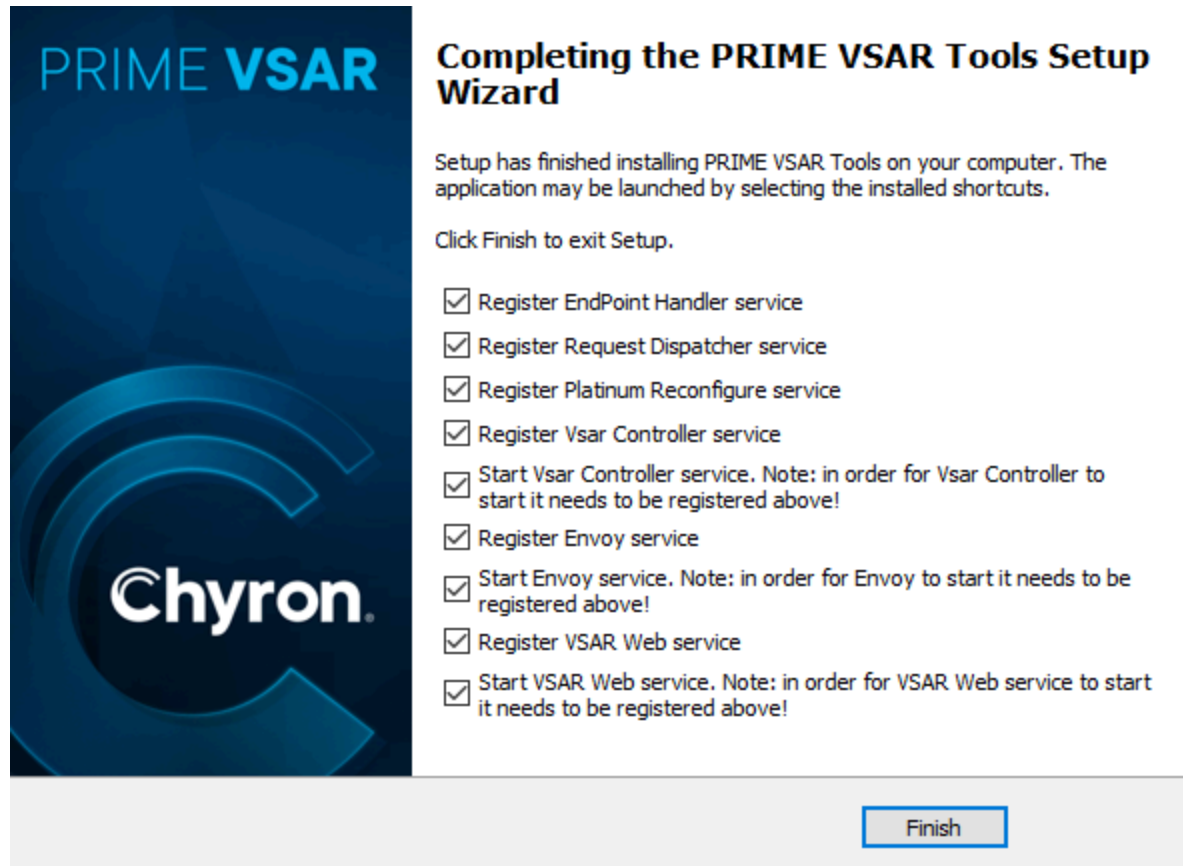 PRIME VSAR
Completing the PRIME VSAR Tools Setup
Wizard
Setup has finished installing PRIME VSAR Tools on your computer. The
application may be launched by selecting the installed shortcuts.
Click Finish to exit Setup.
Register EndPoint Handler service
Register Request Dispatcher service
Register Platinum Reconfigure service
Register Vsar Controller service
Start Vsar Controller service. Note: in order for Vsar Controller to
start it needs to be registered above!
Register Envoy service
Start Envoy service. Note: in order for Envoy to start it needs to be
registered above!
Register VSAR Web service
Start VSAR Web service. Note: in order for VSAR Web service to start
it needs to be registered above!
Chyron®
Finish